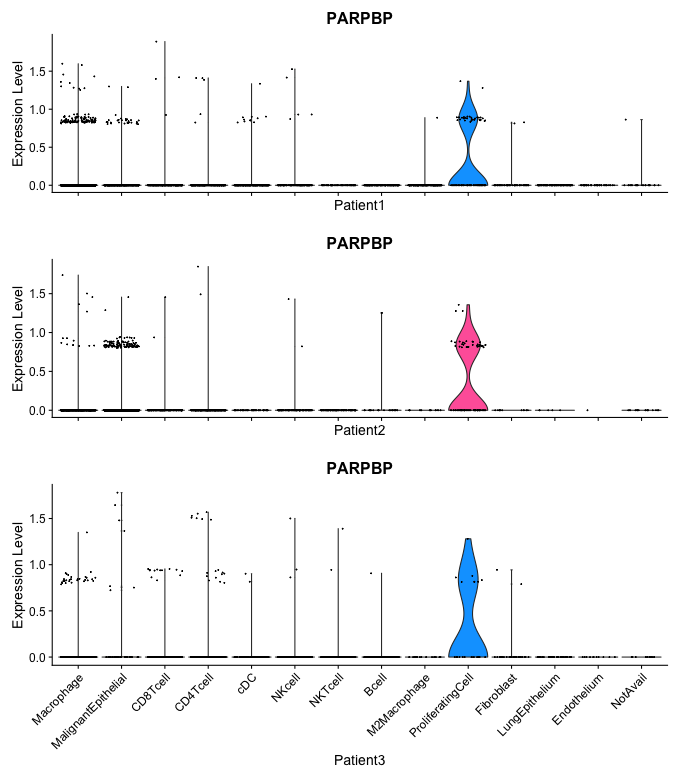 PARPBP
Expression Level
1.5
1.0
0.5
0.0
Patient1
PARPBP
Expression Level
1.5
1.0
0.5
0.0
Patient2
PARPBP
Expression Level
1.5
1.0
0.5
0.0
Macrophage
MalignantEpithelial
CD8Tcell
CD4Tcell
cDC
NKcell
NKTcell
Bcell
M2Macrophage
ProliferatingCell
Fibroblast
LungEpithelium
Endothelium
NotAvail
Patient3